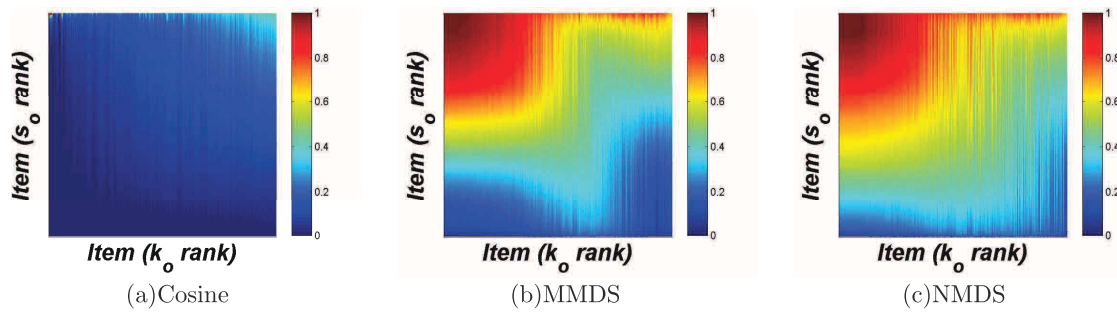 1
0.8
0.6
0.4
0.2
0
Item (s_o rank)
Item (k_o rank)
(a)Cosine
1
0.8
0.6
0.4
0.2
0
Item (s_o rank)
Item (k_o rank)
(b)MMDS
1
0.8
0.6
0.4
0.2
0
Item (s_o rank)
Item (k_o rank)
(c)NMDS